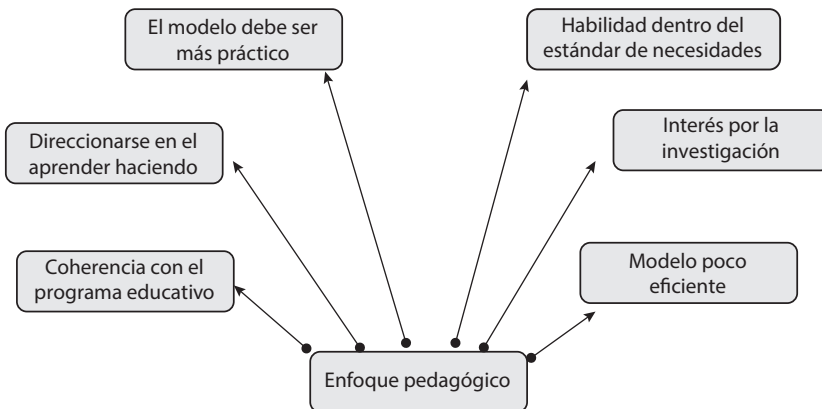 El modelo debe ser
más práctico
Habilidad dentro del
estándar de necesidades
Direccionarse en el
aprender haciendo
Interés por la
investigación
Coherencia con el
programa educativo
Modelo poco
eficiente
Enfoque pedagógico